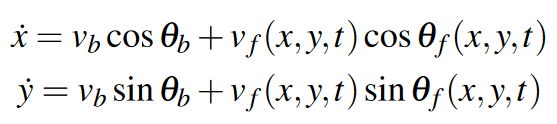 ẋ = v_b cos θ_b + v_f(x,y,t) cos θ_f(x,y,t)
ẏ = v_b sin θ_b + v_f(x,y,t) sin θ_f(x,y,t)